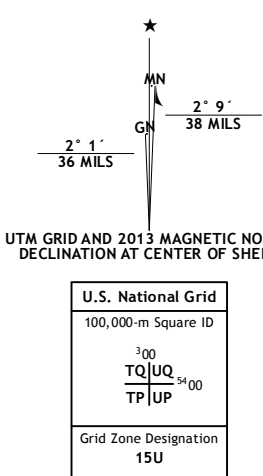 ★
MN
2° 9´
38 MILS
GN
2° 1´
36 MILS
UTM GRID AND 2013 MAGNETIC NO
DECLINATION AT CENTER OF SHE
U.S. National Grid
100,000-m Square ID
300
TQ UQ
5400
TP UP
Grid Zone Designation
15U